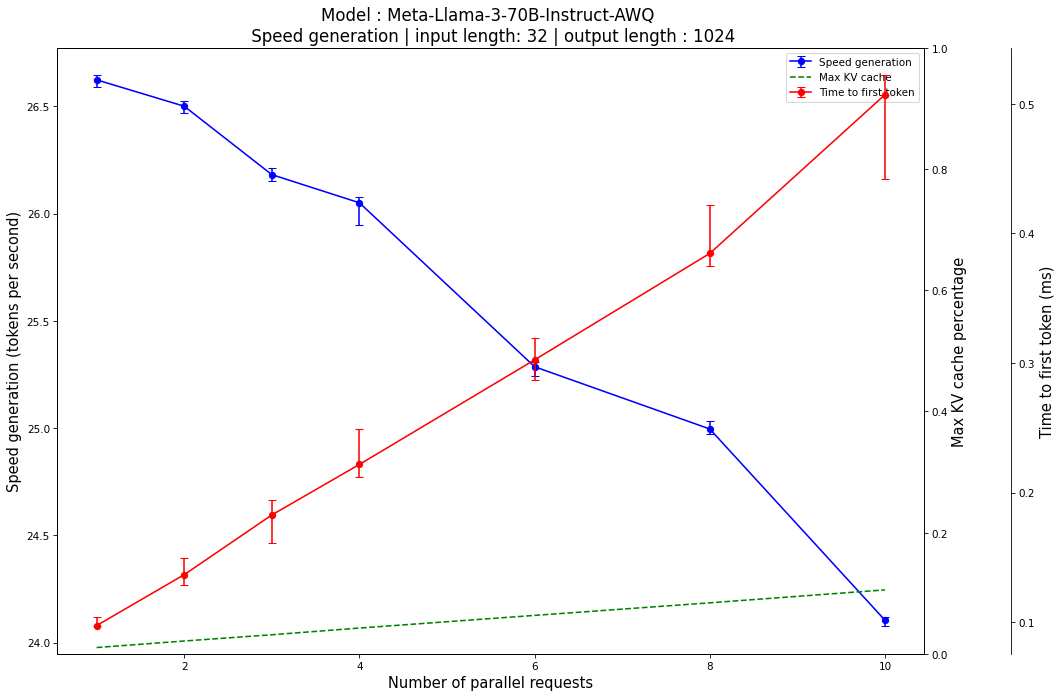 Model : Meta-Llama-3-70B-Instruct-AWQ
Speed generation | input length: 32 | output length : 1024
Speed generation
Max KV cache
Time to first token
Speed generation (tokens per second)
26.5
26.0
25.5
25.0
24.5
24.0
2
4
6
8
10
Number of parallel requests
1.0
0.8
0.6
0.4
0.2
0.0
Max KV cache percentage
0.5
0.4
0.3
0.2
0.1
Time to first token (ms)